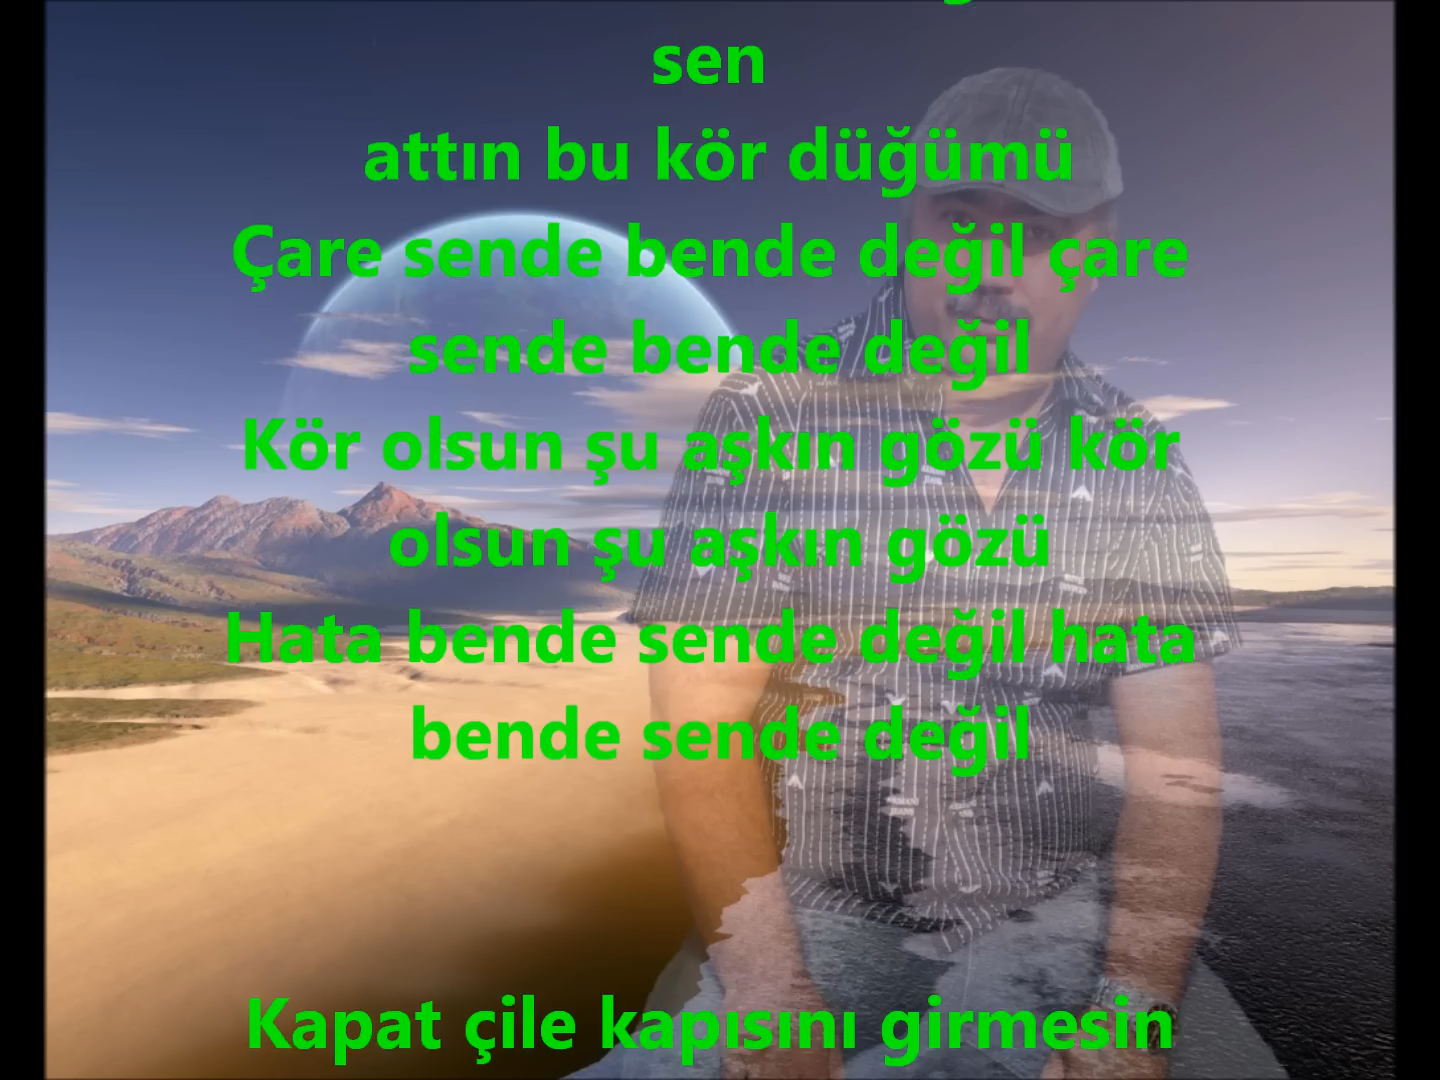 sen
attın bu kör düğümü
Çare sende bende değil çare
sende bende değil
Kör olsun şu aşkın gözü kör
olsun şu aşkın gözü
Hata bende sende değil hata
bende sende değil
Kapat çile kapısını girmesin